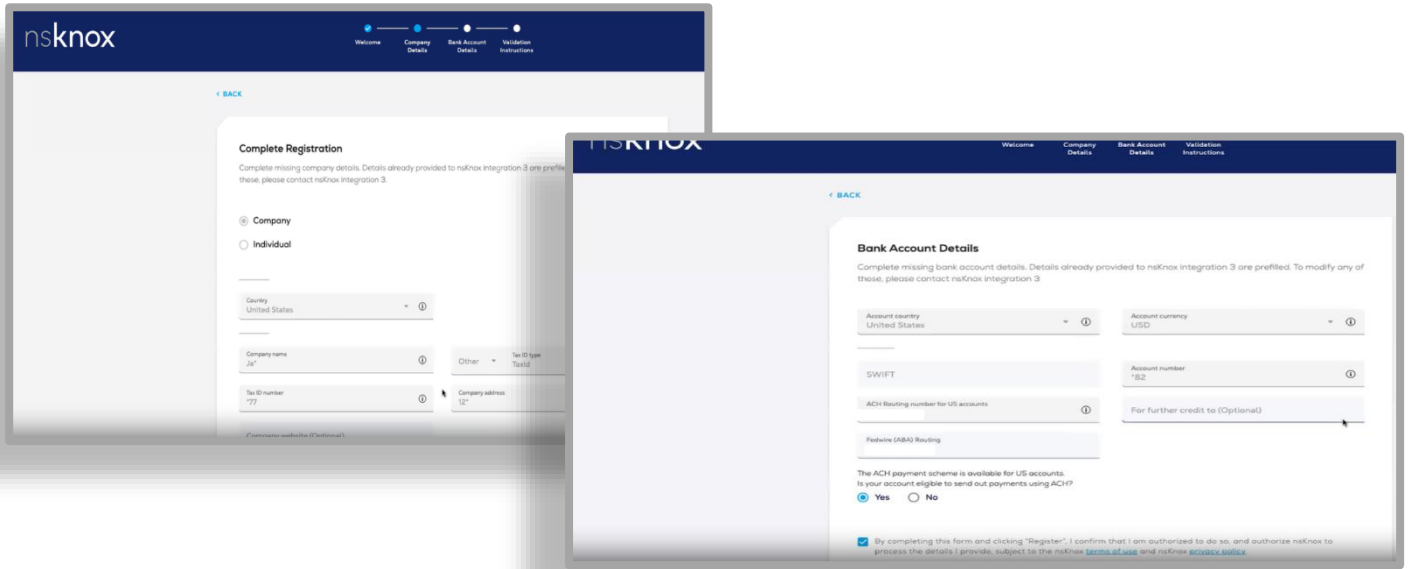 nsknox
Welcome
Company Details
Bank Account Details
Validation Instructions
< BACK
Complete Registration
Complete missing company details. Details already provided to nsKnox integration 3 are prefille
these, please contact nsKnox integration 3.
Company
Individual
Country
United States
Company name
Ja*
Other
Tax ID type
TaxId
Tax ID number
*77
Company address
12*
Company website (Optional)
nsknox
Welcome
Company Details
Bank Account Details
Validation Instructions
< BACK
Bank Account Details
Complete missing bank account details. Details already provided to nsKnox integration 3 are prefilled. To modify any of
these, please contact nsKnox integration 3
Account country
United States
Account currency
USD
SWIFT
Account number
*82
ACH Routing number for US accounts
For further credit to (Optional)
Fedwire (ABA) Routing
The ACH payment scheme is available for US accounts.
Is your account eligible to send out payments using ACH?
Yes
No
By completing this form and clicking "Register", I confirm that I am authorized to do so, and authorize nsKnox to
process the details I provide, subject to the nsKnox terms of use and nsKnox privacy policy.